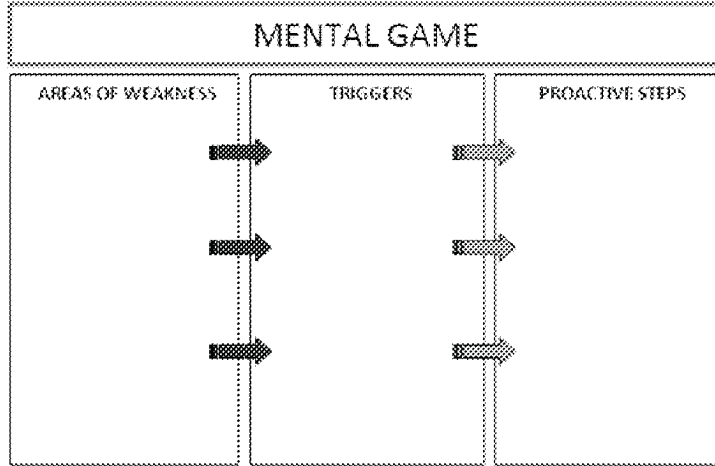 MENTAL GAME
AREAS OF WEAKNESS
TRIGGERS
PROACTIVE STEPS